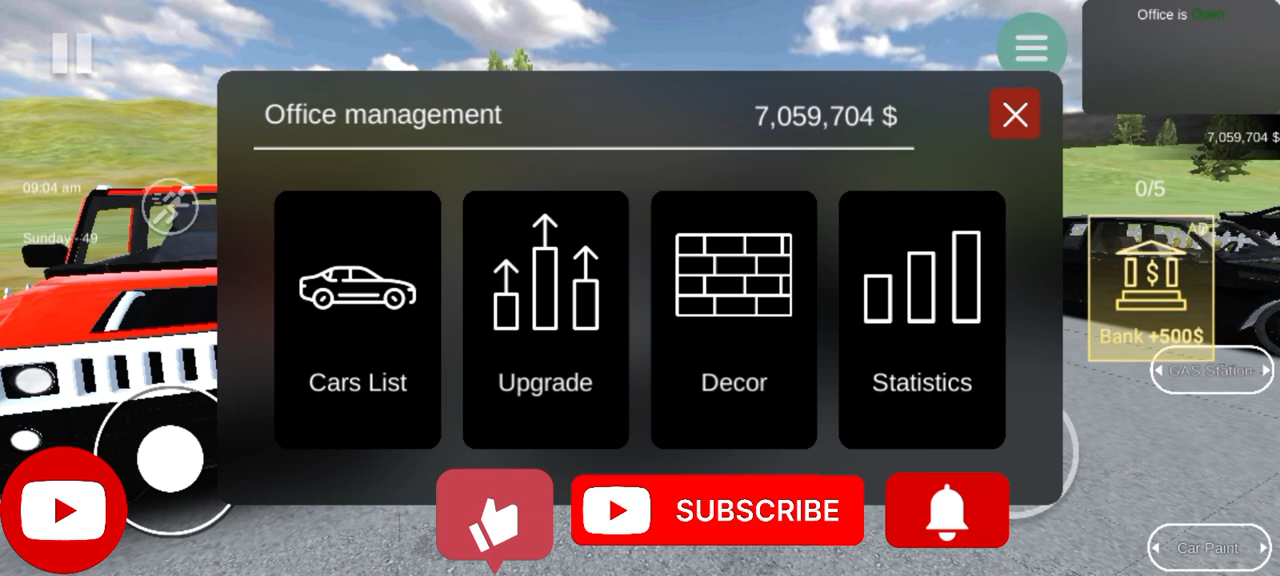 Office is Open
Office management
7,059,704 $
7,059,704 $
09:04 am
Sunday - 49
0/5
AD
Bank +500$
Cars List
Upgrade
Decor
Statistics
GAS Station
SUBSCRIBE
Car Paint